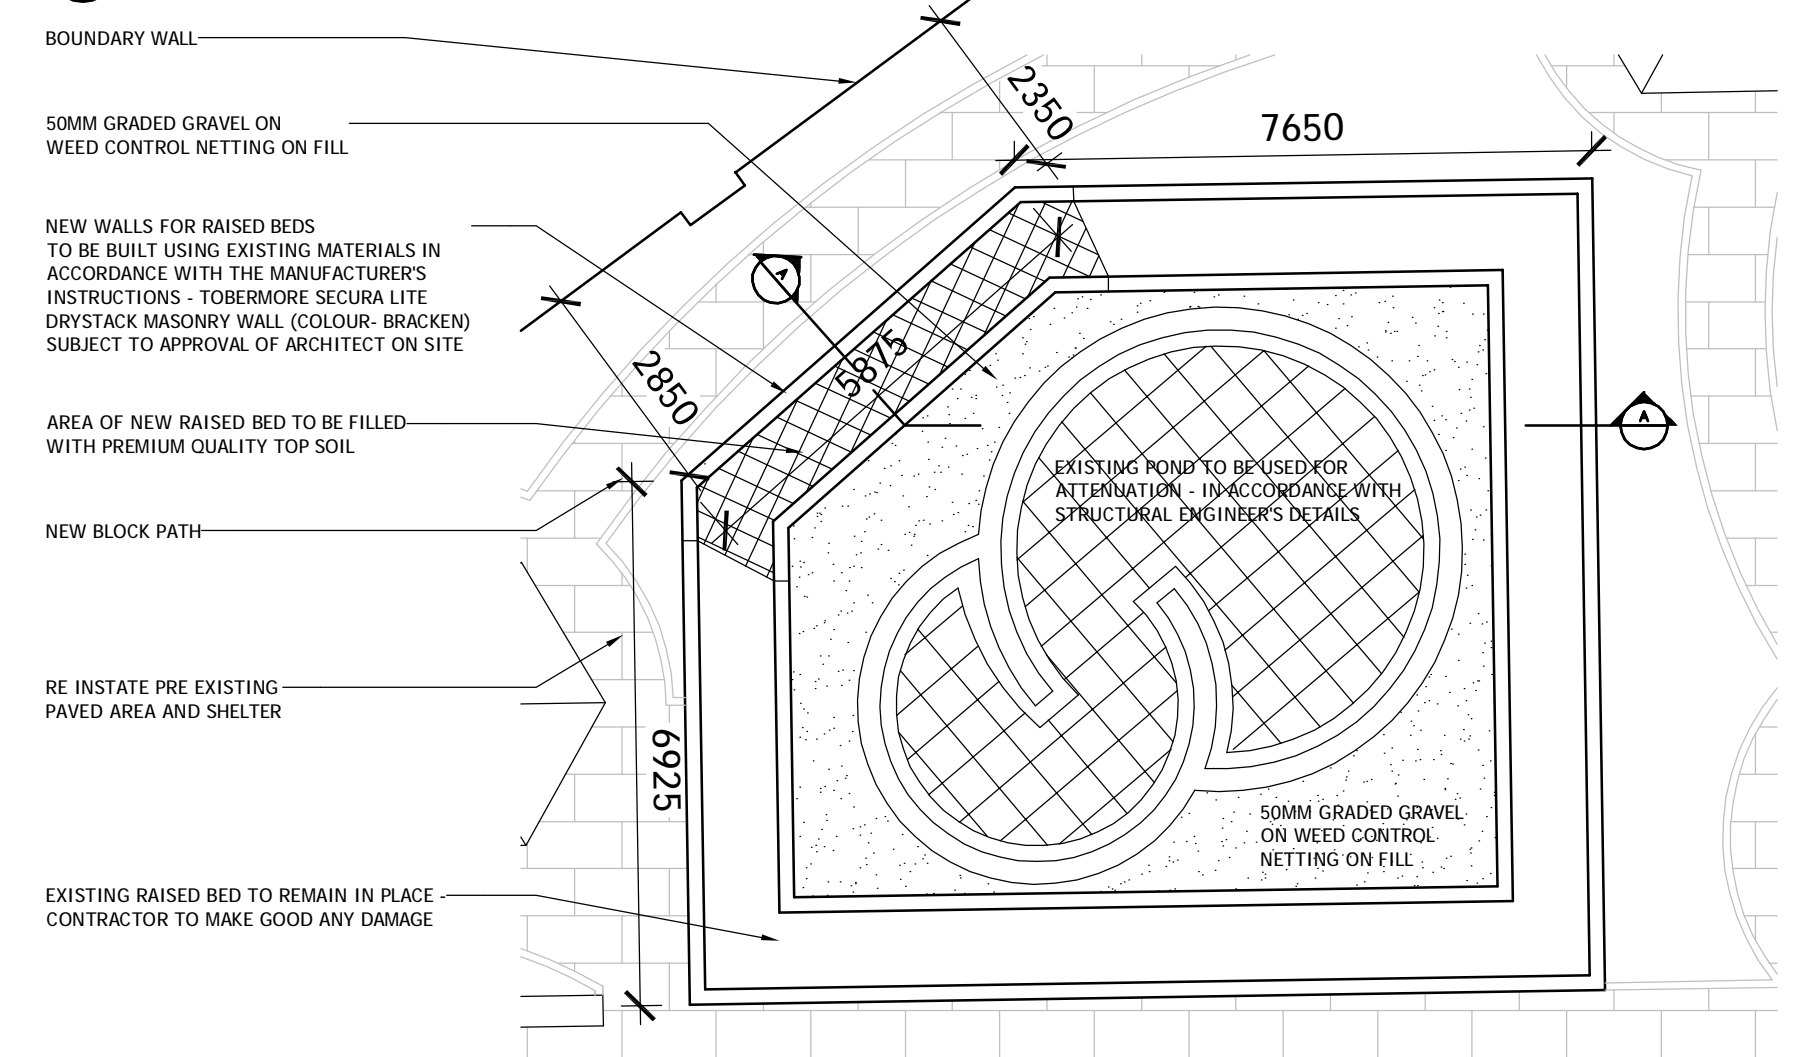 BOUNDARY WALL
50MM GRADED GRAVEL ON
WEED CONTROL NETTING ON FILL
NEW WALLS FOR RAISED BEDS
TO BE BUILT USING EXISTING MATERIALS IN
ACCORDANCE WITH THE MANUFACTURER'S
INSTRUCTIONS - TOBERMORE SECURA LITE
DRYSTACK MASONRY WALL (COLOUR- BRACKEN)
SUBJECT TO APPROVAL OF ARCHITECT ON SITE
AREA OF NEW RAISED BED TO BE FILLED
WITH PREMIUM QUALITY TOP SOIL
NEW BLOCK PATH
RE INSTATE PRE EXISTING
PAVED AREA AND SHELTER
EXISTING RAISED BED TO REMAIN IN PLACE -
CONTRACTOR TO MAKE GOOD ANY DAMAGE
2350
7650
A
5875
2850
A
EXISTING POND TO BE USED FOR
ATTENUATION - IN ACCORDANCE WITH
STRUCTURAL ENGINEER'S DETAILS
6925
50MM GRADED GRAVEL
ON WEED CONTROL
NETTING ON FILL